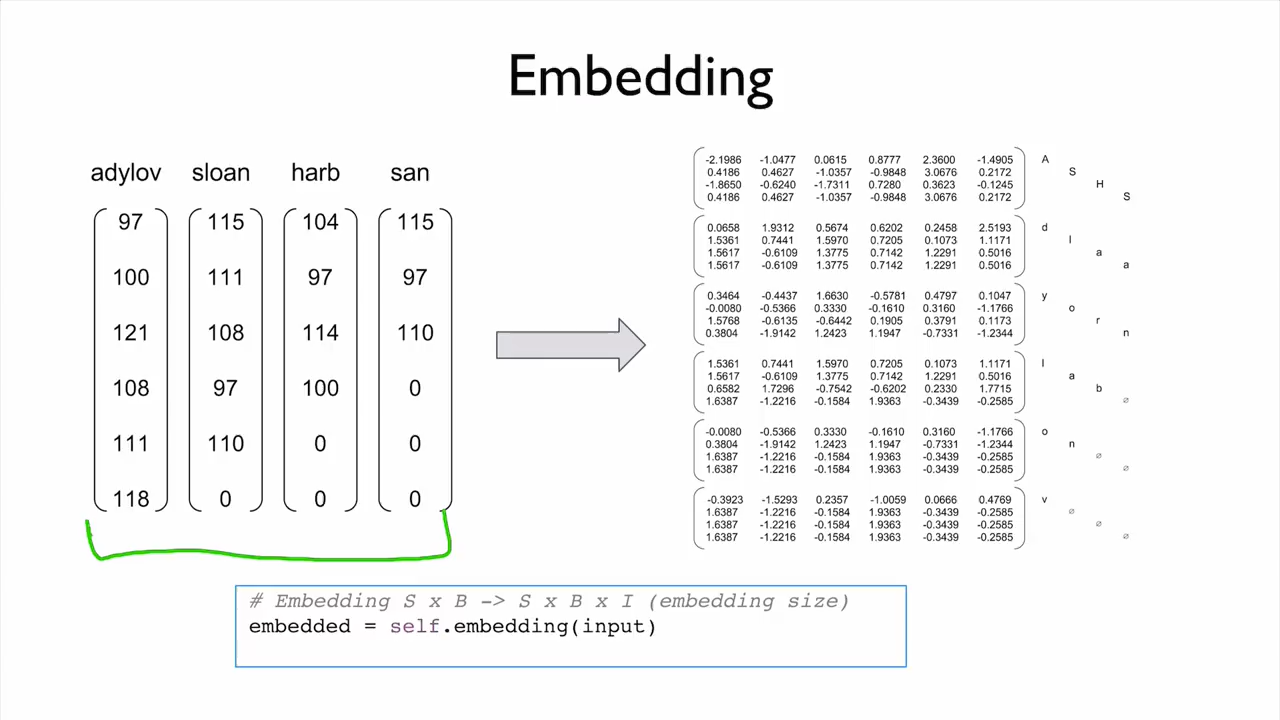 Embedding
adylov sloan harb san
97 115 104 115
100 111 97 97
121 108 114 110
108 97 100 0
111 110 0 0
118 0 0 0
-2.1986 -1.0477 0.0615 0.8777 2.3600 -1.4905 A
0.4186 0.4627 -1.0357 -0.9848 3.0676 0.2172 S
-1.8650 -0.6240 -1.7311 0.7280 0.3623 -0.1245 H
0.4186 0.4627 -1.0357 -0.9848 3.0676 0.2172 S
0.0658 1.9312 0.5674 0.6202 0.2458 2.5193 d
1.5361 0.7441 1.5970 0.7205 0.1073 1.1171 l
1.5617 -0.6109 1.3775 0.7142 1.2291 0.5016 a
1.5617 -0.6109 1.3775 0.7142 1.2291 0.5016 a
0.3464 -0.4437 1.6630 -0.5781 0.4797 0.1047 y
-0.0080 -0.5366 0.3330 -0.1610 0.3160 -1.1766 o
1.5768 -0.6135 -0.6442 0.1905 0.3791 0.1173 r
0.3804 -1.9142 1.2423 1.1947 -0.7331 -1.2344 n
1.5361 0.7441 1.5970 0.7205 0.1073 1.1171 l
1.5617 -0.6109 1.3775 0.7142 1.2291 0.5016 a
0.6582 1.7296 -0.7542 -0.6202 0.2330 1.7715 b
1.6387 -1.2216 -0.1584 1.9363 -0.3439 -0.2585 ∅
-0.0080 -0.5366 0.3330 -0.1610 0.3160 -1.1766 o
0.3804 -1.9142 1.2423 1.1947 -0.7331 -1.2344 n
1.6387 -1.2216 -0.1584 1.9363 -0.3439 -0.2585 ∅
1.6387 -1.2216 -0.1584 1.9363 -0.3439 -0.2585 ∅
-0.3923 -1.5293 0.2357 -1.0059 0.0666 0.4769 v
1.6387 -1.2216 -0.1584 1.9363 -0.3439 -0.2585 ∅
1.6387 -1.2216 -0.1584 1.9363 -0.3439 -0.2585 ∅
1.6387 -1.2216 -0.1584 1.9363 -0.3439 -0.2585 ∅
# Embedding S x B -> S x B x I (embedding size)
embedded = self.embedding(input)